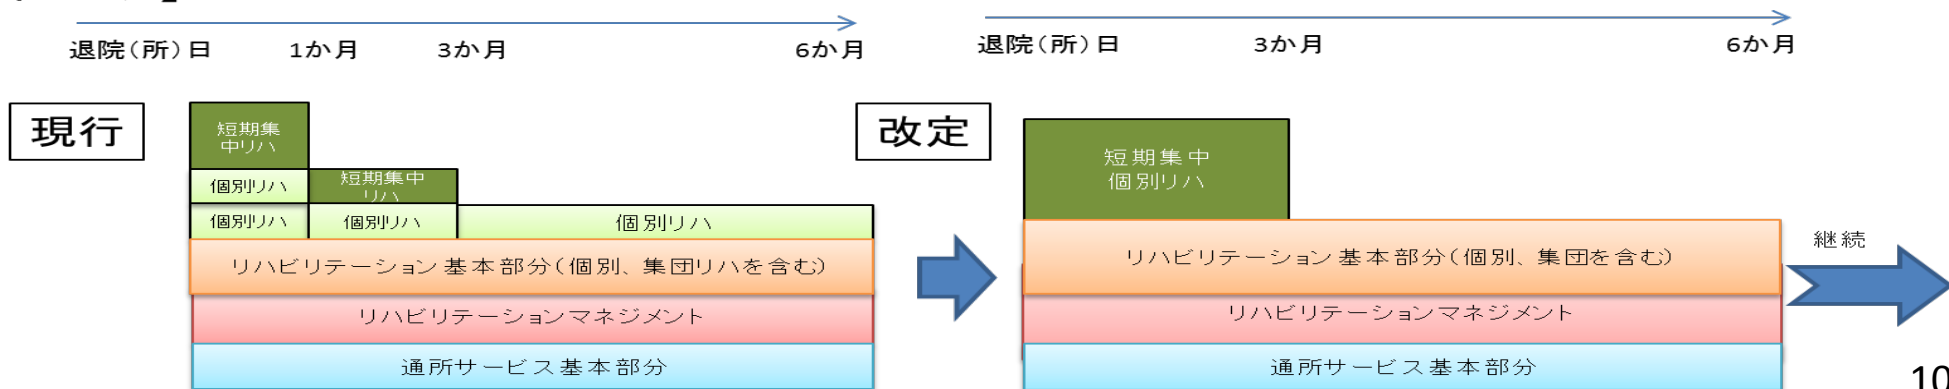 退院(所)日 1か月 3か月 6か月
退院(所)日 3か月 6か月
現行
短期集
中リハ
個別リハ 短期集中
リハ
個別リハ 個別リハ 個別リハ
リハビリテーション基本部分(個別、集団リハを含む)
リハビリテーションマネジメント
通所サービス基本部分
改定
短期集中
個別リハ
リハビリテーション基本部分(個別、集団を含む)
リハビリテーションマネジメント
通所サービス基本部分
継続
10